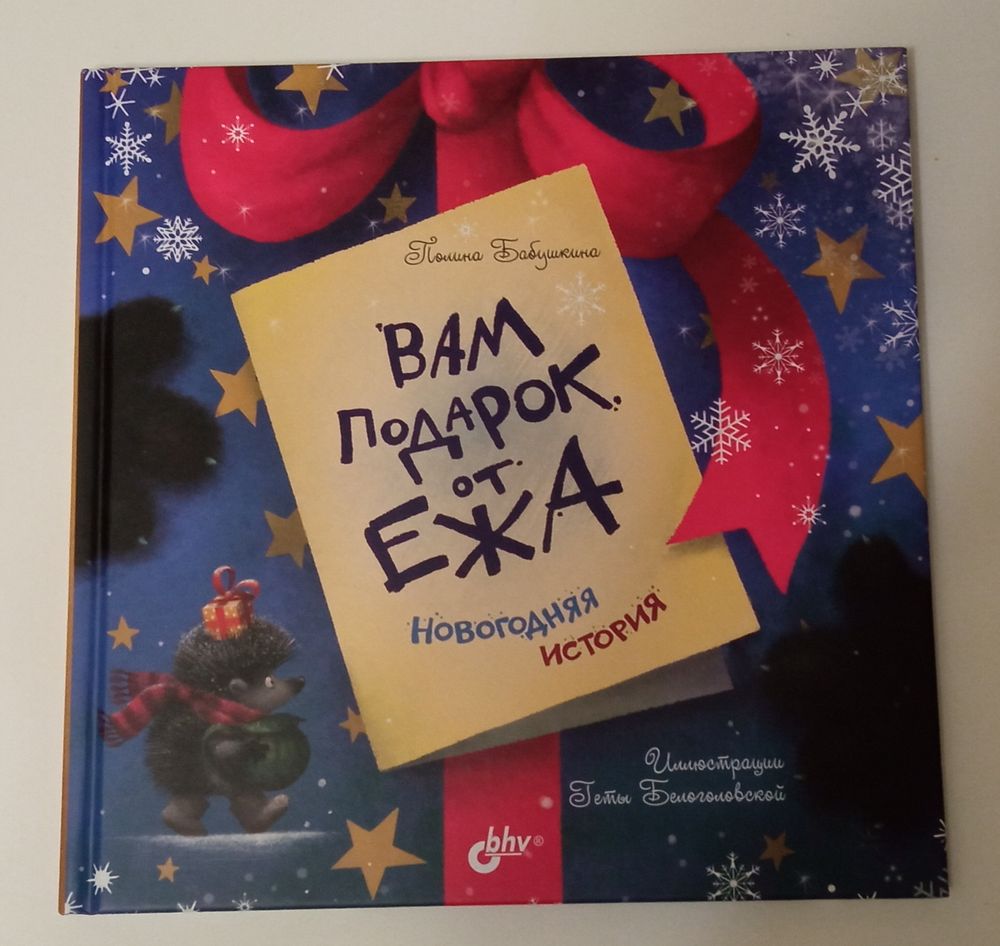 Полина Бабушкина
ВАМ
ПОДАРОК
ОТ
ЕЖА
НОВОГОДНЯЯ
ИСТОРИЯ
Иллюстрации
Геты Белоголовской
bhv®